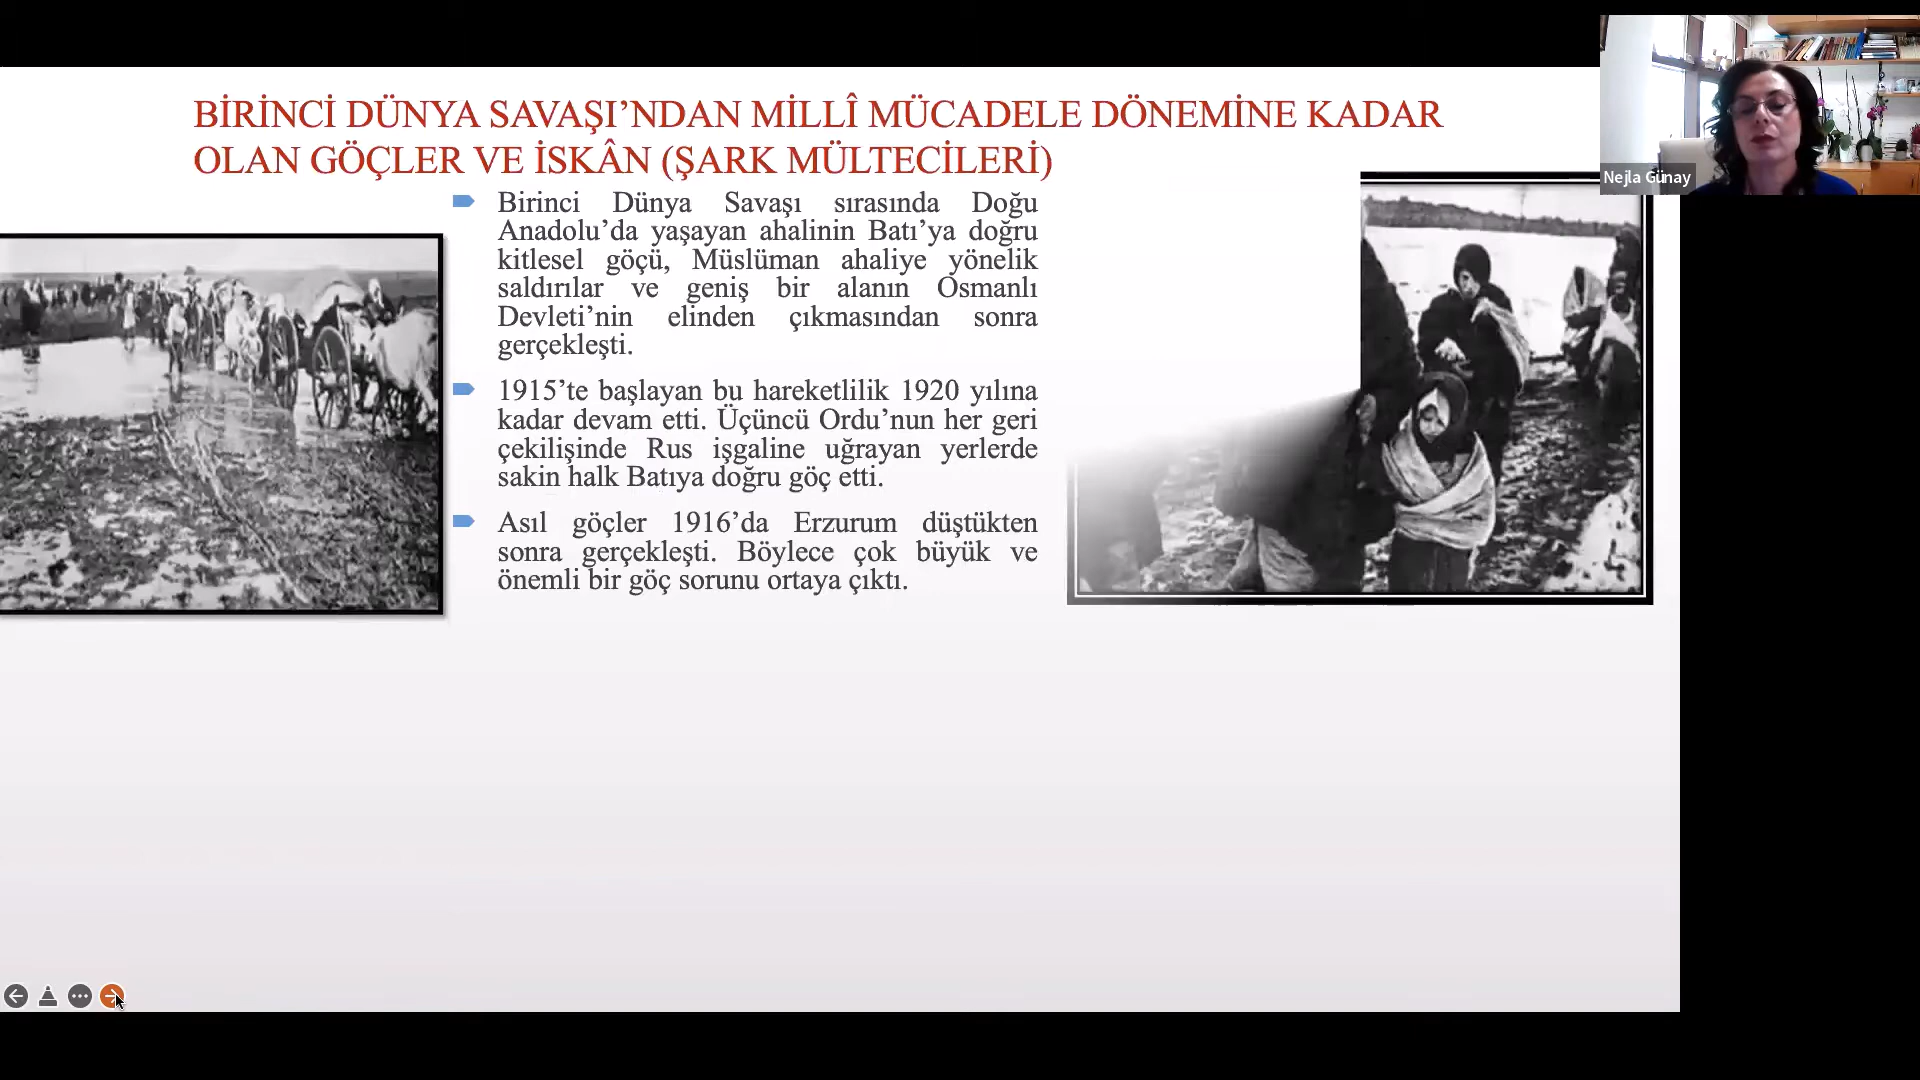 BİRİNCİ DÜNYA SAVAŞI’NDAN MİLLÎ MÜCADELE DÖNEMİNE KADAR
OLAN GÖÇLER VE İSKÂN (ŞARK MÜLTECİLERİ)
Nejla Günay
Birinci Dünya Savaşı sırasında Doğu
Anadolu’da yaşayan ahalinin Batı’ya doğru
kitlesel göçü, Müslüman ahaliye yönelik
saldırılar ve geniş bir alanın Osmanlı
Devleti’nin elinden çıkmasından sonra
gerçekleşti.
1915’te başlayan bu hareketlilik 1920 yılına
kadar devam etti. Üçüncü Ordu’nun her geri
çekilişinde Rus işgaline uğrayan yerlerde
sakin halk Batıya doğru göç etti.
Asıl göçler 1916’da Erzurum düştükten
sonra gerçekleşti. Böylece çok büyük ve
önemli bir göç sorunu ortaya çıktı.